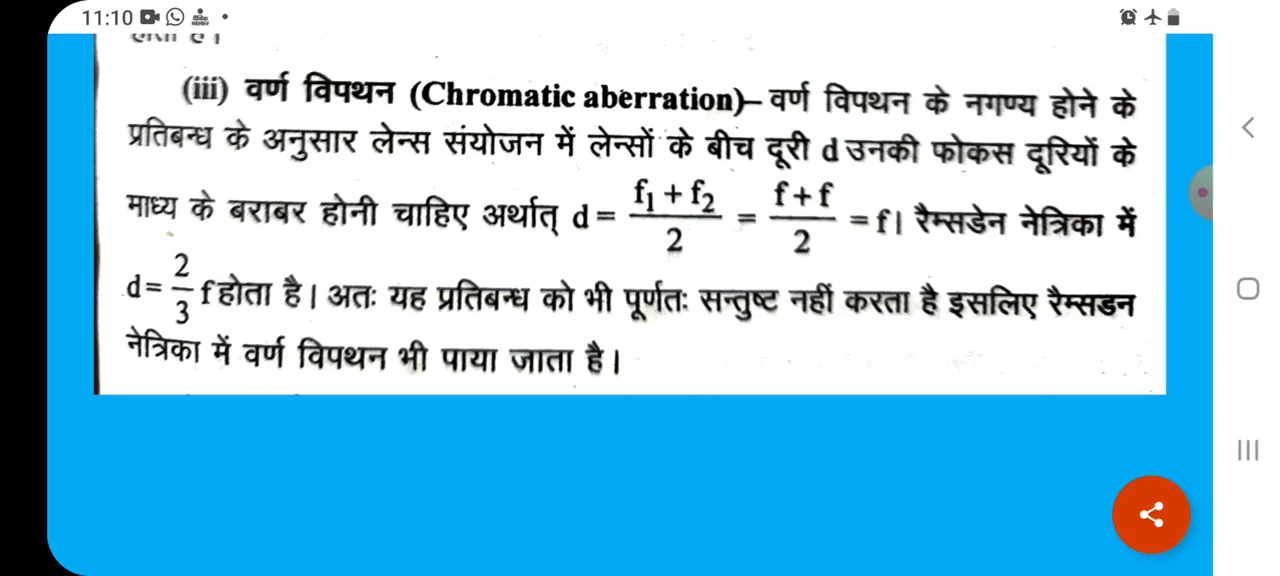 11:10
(iii) वर्ण विपथन (Chromatic aberration)– वर्ण विपथन के नगण्य होने के
प्रतिबन्ध के अनुसार लेन्स संयोजन में लेन्सों के बीच दूरी d उनकी फोकस दूरियों के
माध्य के बराबर होनी चाहिए अर्थात् d = (f₁ + f₂)/2 = (f + f)/2 = f। रैम्सडेन नेत्रिका में
d = 2/3 f होता है। अतः यह प्रतिबन्ध को भी पूर्णतः सन्तुष्ट नहीं करता है इसलिए रैम्सडन
नेत्रिका में वर्ण विपथन भी पाया जाता है।